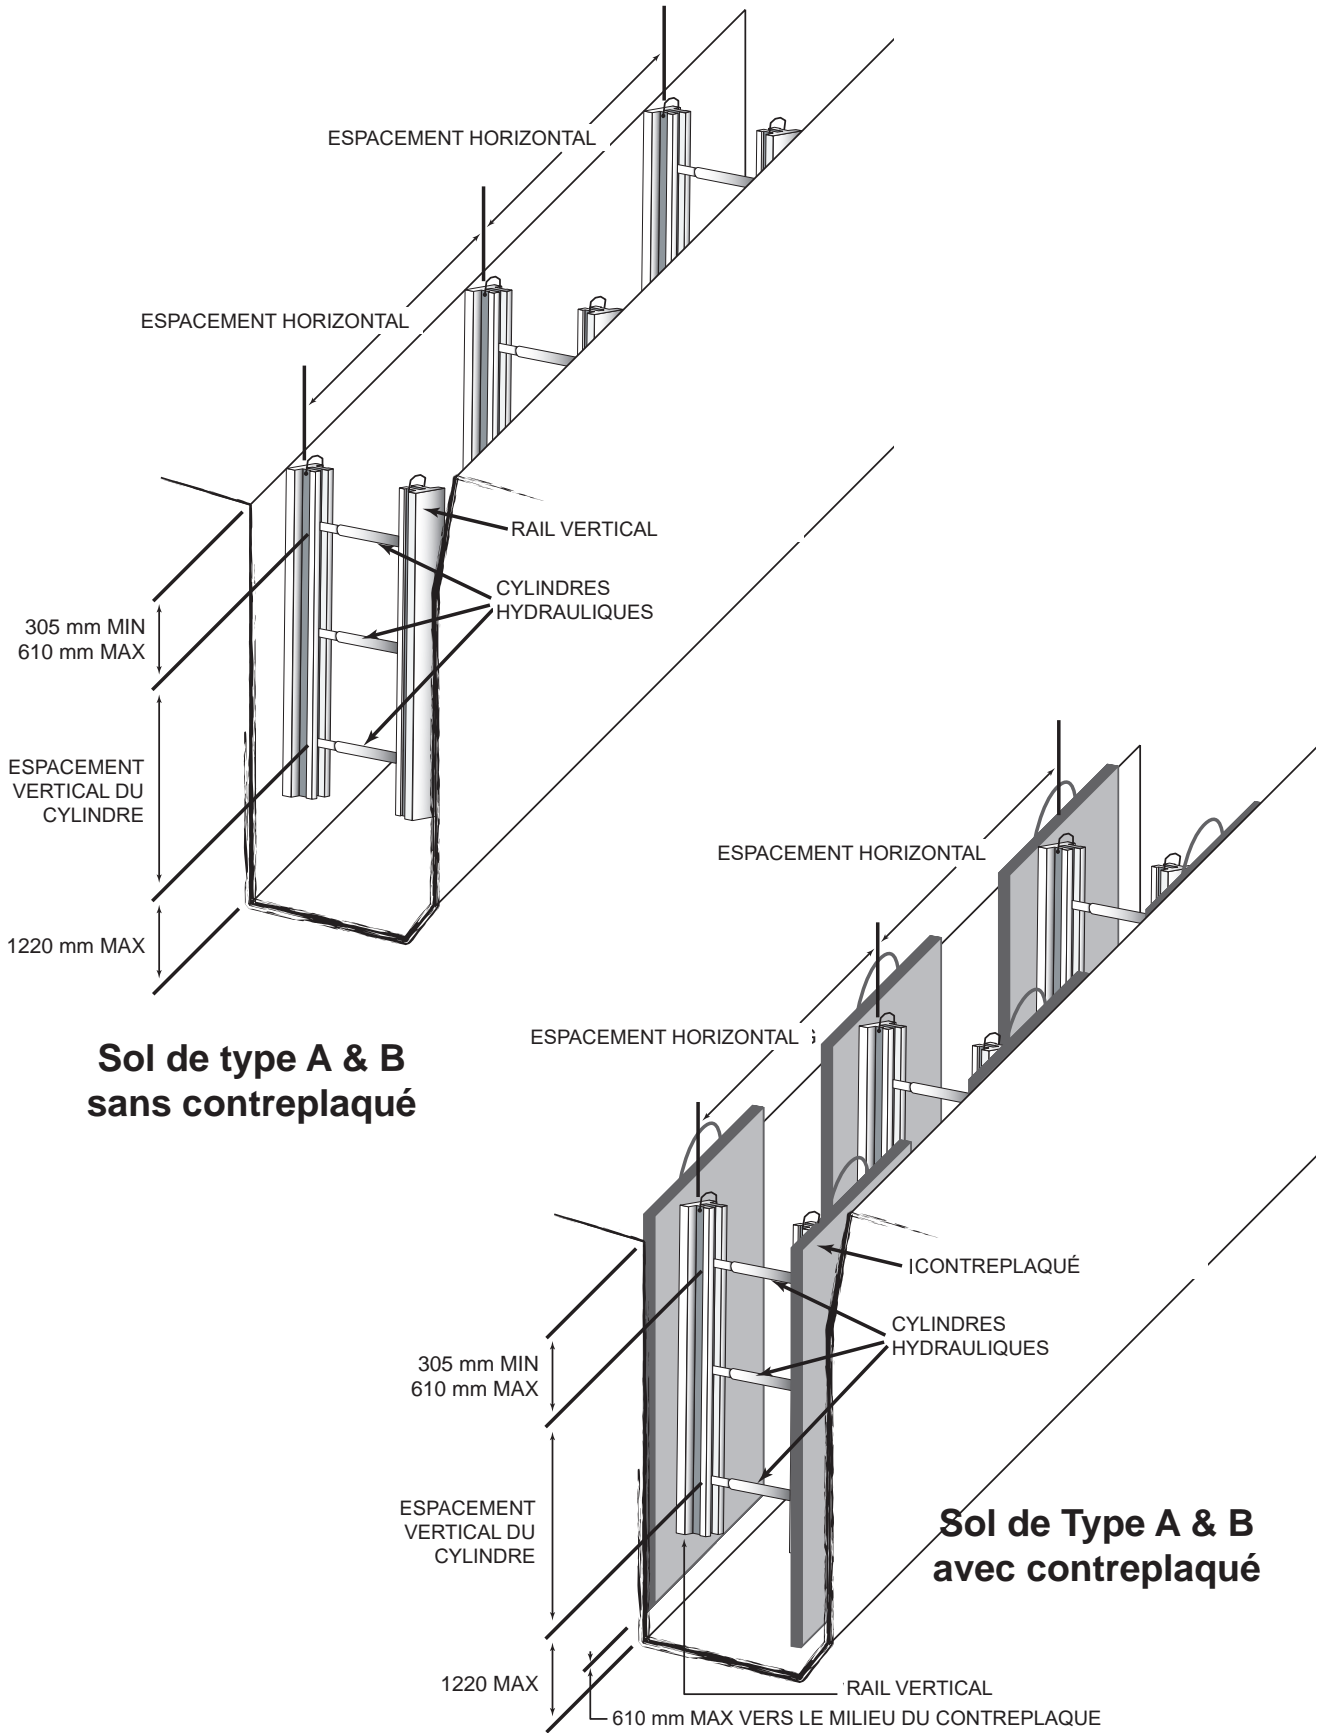 ESPACEMENT HORIZONTAL
ESPACEMENT HORIZONTAL
RAIL VERTICAL
CYLINDRES
HYDRAULIQUES
305 mm MIN
610 mm MAX
ESPACEMENT
VERTICAL DU
CYLINDRE
1220 mm MAX
Sol de type A & B
sans contreplaqué
ESPACEMENT HORIZONTAL
ESPACEMENT HORIZONTAL
CONTREPLAQUÉ
CYLINDRES
HYDRAULIQUES
305 mm MIN
610 mm MAX
ESPACEMENT
VERTICAL DU
CYLINDRE
Sol de Type A & B
avec contreplaqué
1220 MAX
RAIL VERTICAL
610 mm MAX VERS LE MILIEU DU CONTREPLAQUE